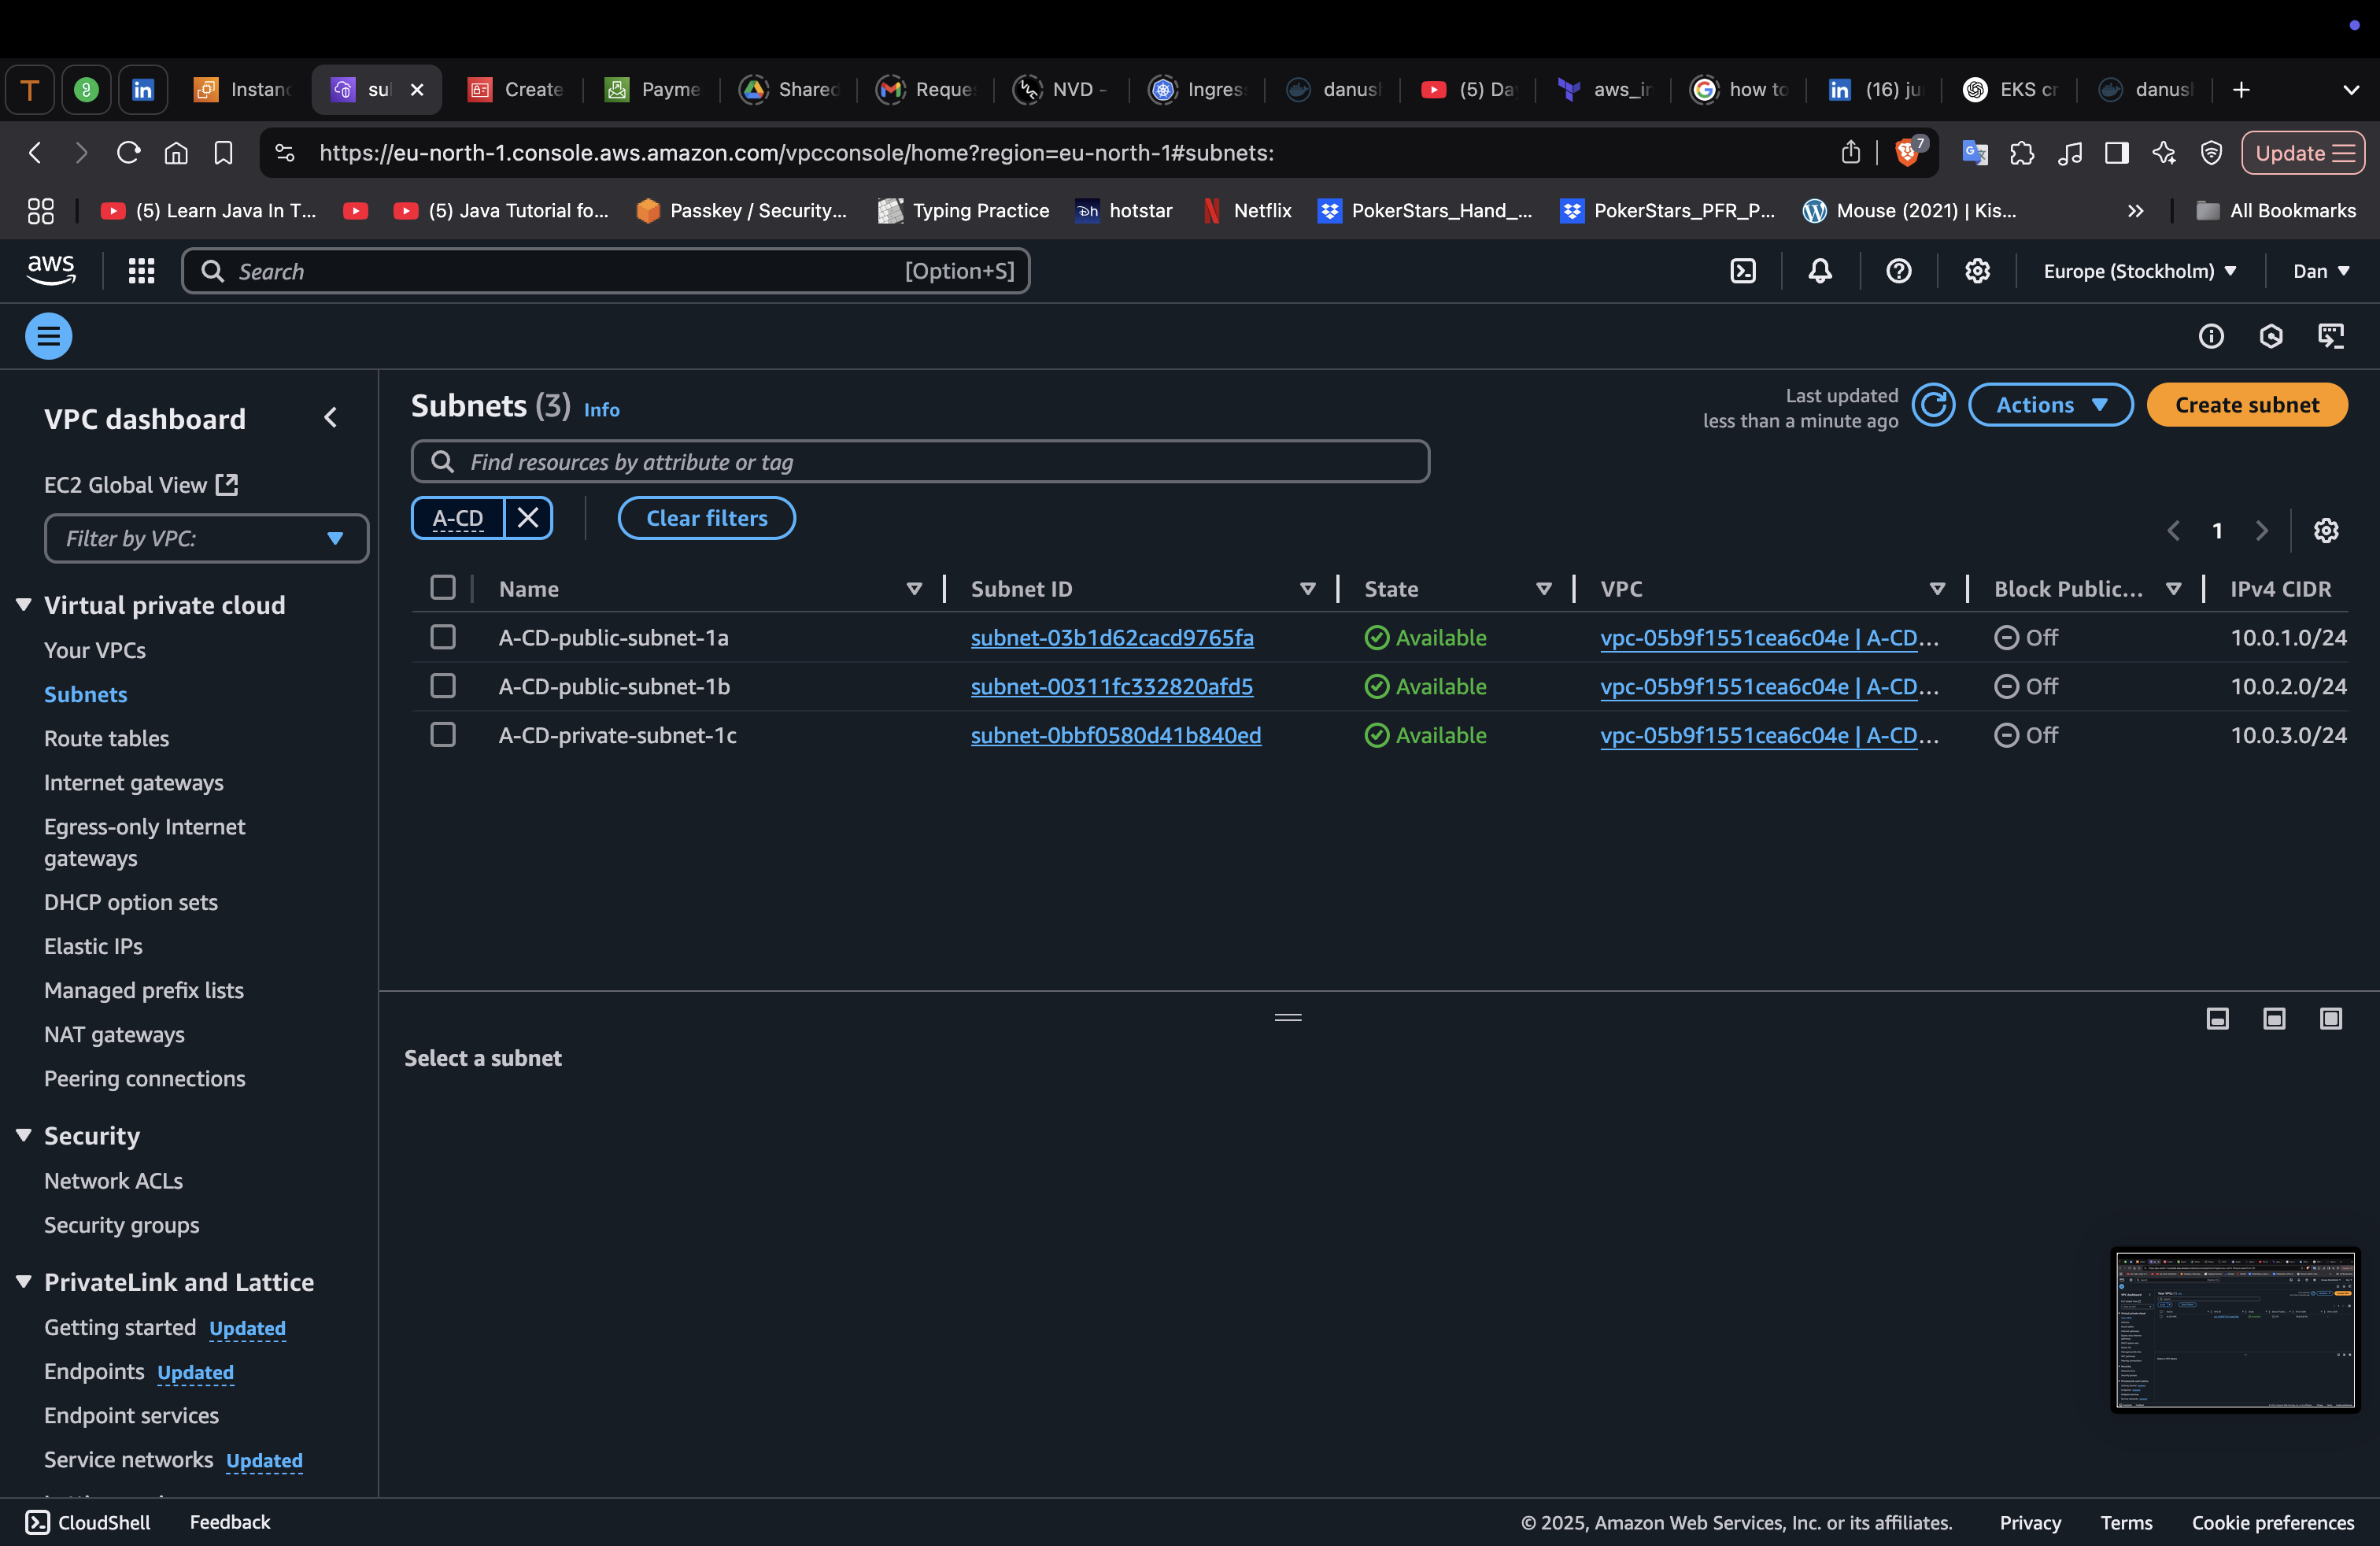 T
in
Instanc
sul
Create
Payme
Shared
Reques
NVD -
Ingress
danush
(5) Da
aws_in
how to
in (16) ju
EKS cr
danush
https://eu-north-1.console.aws.amazon.com/vpcconsole/home?region=eu-north-1#subnets:
7
Update
(5) Learn Java In T...
(5) Java Tutorial fo...
Passkey / Security...
Typing Practice
hotstar
Netflix
PokerStars_Hand_...
PokerStars_PFR_P...
Mouse (2021) | Kis...
All Bookmarks
aws
Search
[Option+S]
Europe (Stockholm)
Dan
VPC dashboard
EC2 Global View
Filter by VPC:
Virtual private cloud
Your VPCs
Subnets
Route tables
Internet gateways
Egress-only Internet
gateways
DHCP option sets
Elastic IPs
Managed prefix lists
NAT gateways
Peering connections
Security
Network ACLs
Security groups
PrivateLink and Lattice
Getting started Updated
Endpoints Updated
Endpoint services
Service networks Updated
Subnets (3) Info
Last updated
less than a minute ago
Actions
Create subnet
Find resources by attribute or tag
A-CD
Clear filters
1
Name Subnet ID State VPC Block Public... IPv4 CIDR
A-CD-public-subnet-1a subnet-03b1d62cacd9765fa Available vpc-05b9f1551cea6c04e | A-CD... Off 10.0.1.0/24
A-CD-public-subnet-1b subnet-00311fc332820afd5 Available vpc-05b9f1551cea6c04e | A-CD... Off 10.0.2.0/24
A-CD-private-subnet-1c subnet-0bbf0580d41b840ed Available vpc-05b9f1551cea6c04e | A-CD... Off 10.0.3.0/24
Select a subnet
CloudShell
Feedback
© 2025, Amazon Web Services, Inc. or its affiliates.
Privacy
Terms
Cookie preferences